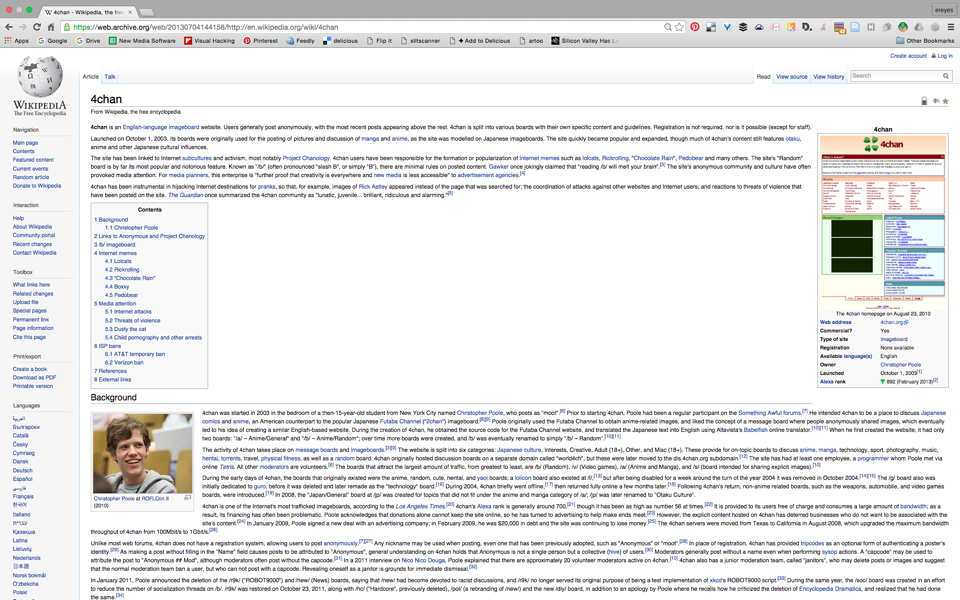 4chan - Wikipedia, the free
ereyes
https://web.archive.org/web/20130704144158/http://en.wikipedia.org/wiki/4chan
Apps Google Drive New Media Software Visual Hacking Pinterest Feedly delicious Flip it slitscanner + Add to Delicious artoo Silicon Valley Has L Other Bookmarks
Create account Log in
WIKIPEDIA
The Free Encyclopedia
Article Talk
Read View source View history Search
Navigation
Main page
Contents
Featured content
Current events
Random article
Donate to Wikipedia
Interaction
Help
About Wikipedia
Community portal
Recent changes
Contact Wikipedia
Toolbox
What links here
Related changes
Upload file
Special pages
Permanent link
Page information
Cite this page
Print/export
Create a book
Download as PDF
Printable version
Languages
العربية
Български
Català
Česky
Cymraeg
Dansk
Deutsch
Español
فارسی
Français
한국어
Italiano
עברית
Қазақша
Latina
Lietuvių
Nederlands
日本語
Norsk bokmål
O'zbekcha
Polski
Português
4chan
From Wikipedia, the free encyclopedia
4chan is an English-language imageboard website. Users generally post anonymously, with the most recent posts appearing above the rest. 4chan is split into various boards with their own specific content and guidelines. Registration is not required, nor is it possible (except for staff).
Launched on October 1, 2003, its boards were originally used for the posting of pictures and discussion of manga and anime, as the site was modelled on Japanese imageboards. The site quickly became popular and expanded, though much of 4chan's content still features otaku,
anime and other Japanese cultural influences.
The site has been linked to Internet subcultures and activism, most notably Project Chanology. 4chan users have been responsible for the formation or popularization of Internet memes such as lolcats, Rickrolling, "Chocolate Rain", Pedobear and many others. The site's "Random"
board is by far its most popular and notorious feature. Known as "/b/" (often pronounced "slash B", or simply "B"), there are minimal rules on posted content. Gawker once jokingly claimed that "reading /b/ will melt your brain".[3] The site's anonymous community and culture have often
provoked media attention. For media planners, this enterprise is "further proof that creativity is everywhere and new media is less accessible" to advertisement agencies.[4]
4chan has been instrumental in hijacking Internet destinations for pranks, so that, for example, images of Rick Astley appeared instead of the page that was searched for; the coordination of attacks against other websites and Internet users; and reactions to threats of violence that
have been posted on the site. The Guardian once summarized the 4chan community as "lunatic, juvenile... brilliant, ridiculous and alarming."[5]
Contents
1 Background
1.1 Christopher Poole
2 Links to Anonymous and Project Chanology
3 /b/ imageboard
4 Internet memes
4.1 Lolcats
4.2 Rickrolling
4.3 "Chocolate Rain"
4.4 Boxxy
4.5 Pedobear
5 Media attention
5.1 Internet attacks
5.2 Threats of violence
5.3 Dusty the cat
5.4 Child pornography and other arrests
6 ISP bans
6.1 AT&T temporary ban
6.2 Verizon ban
7 References
8 External links
4chan
4chan
The 4chan homepage on August 23, 2010
Web address 4chan.org
Commercial? Yes
Type of site Imageboard
Registration None available
Available language(s) English
Owner Christopher Poole
Launched October 1, 2003[1]
Alexa rank 892 (February 2013)[2]
Background
Christopher Poole at ROFLCon II
(2010)
4chan was started in 2003 in the bedroom of a then-15-year-old student from New York City named Christopher Poole, who posts as "moot".[6] Prior to starting 4chan, Poole had been a regular participant on the Something Awful forums.[7] He intended 4chan to be a place to discuss Japanese
comics and anime, an American counterpart to the popular Japanese Futaba Channel ("2chan") imageboard.[6][8] Poole originally used the Futaba Channel to obtain anime-related images, and liked the concept of a message board where people anonymously shared images, which eventually
led to his idea of creating a similar English-based website. During the creation of 4chan, he obtained the source code for the Futaba Channel website, and translated the Japanese text into English using Altavista's Babelfish online translator.[10][11] When he first created the website, it had only
two boards: "/a/ – Anime/General" and "/b/ – Anime/Random"; over time more boards were created, and /b/ was eventually renamed to simply "/b/ – Random".[10][11]
The activity of 4chan takes place on message boards and imageboards.[10][8] The website is split into six categories: Japanese culture, Interests, Creative, Adult (18+), Other, and Misc (18+). These provide for on-topic boards to discuss anime, manga, technology, sport, photography, music,
hentai, torrents, travel, physical fitness, as well as a random board. 4chan originally hosted discussion boards on a separate domain called "world4ch", but these were later moved to the dis.4chan.org subdomain.[12] The site has had at least one employee, a programmer whom Poole met via
online Tetris. All other moderators are volunteers.[6] The boards that attract the largest amount of traffic, from greatest to least, are /b/ (Random), /v/ (Video games), /a/ (Anime and Manga), and /s/ (board intended for sharing explicit images).[10]
During the early days of 4chan, the boards that originally existed were the anime, random, cute, hentai, and yaoi boards; a lolicon board also existed at /l/,[13] but after being disabled for a week around the turn of the year 2004 it was removed in October 2004.[14][15] The /g/ board also was
initially dedicated to guro, before it was deleted and later remade as the "technology" board.[16] During 2004, 4chan briefly went offline,[17] then returned fully online a few months later.[18] Following 4chan's return, non-anime related boards, such as the weapons, automobile, and video games
boards, were introduced.[19] In 2008, the "Japan/General" board at /jp/ was created for topics that did not fit under the anime and manga category of /a/. /jp/ was later renamed to "Otaku Culture".
4chan is one of the Internet's most trafficked imageboards, according to the Los Angeles Times.[20] 4chan's Alexa rank is generally around 700,[21] though it has been as high as number 56 at times.[22] It is provided to its users free of charge and consumes a large amount of bandwidth; as a
result, its financing has often been problematic. Poole acknowledges that donations alone cannot keep the site online, so he has turned to advertising to help make ends meet.[23] However, the explicit content hosted on 4chan has deterred businesses who do not want to be associated with the
site's content.[24] In January 2009, Poole signed a new deal with an advertising company; in February 2009, he was $20,000 in debt and the site was continuing to lose money.[25] The 4chan servers were moved from Texas to California in August 2008, which upgraded the maximum bandwidth
throughput of 4chan from 100Mbit/s to 1Gbit/s.[26]
Unlike most web forums, 4chan does not have a registration system, allowing users to post anonymously.[7][27] Any nickname may be used when posting, even one that has been previously adopted, such as "Anonymous" or "moot".[28] In place of registration, 4chan has provided tripcodes as an optional form of authenticating a poster's
identity.[29] As making a post without filling in the "Name" field causes posts to be attributed to "Anonymous", general understanding on 4chan holds that Anonymous is not a single person but a collective (hive) of users.[30] Moderators generally post without a name even when performing sysop actions. A "capcode" may be used to
attribute the post to "Anonymous ## Mod", although moderators often post without the capcode.[31] In a 2011 interview on Nico Nico Douga, Poole explained that there are approximately 20 volunteer moderators active on 4chan.[10] 4chan also has a junior moderation team, called "janitors", who may delete posts or images and suggest
that the normal moderation team ban a user, but who can not post with a capcode. Revealing oneself as a janitor is grounds for immediate dismissal.[32]
In January 2011, Poole announced the deletion of the /r9k/ ("ROBOT9000") and /new/ (News) boards, saying that /new/ had become devoted to racist discussions, and /r9k/ no longer served its original purpose of being a test implementation of xkcd's ROBOT9000 script.[33] During the same year, the /soc/ board was created in an effort
to reduce the number of socialization threads on /b/. /r9k/ was restored on October 23, 2011, along with /hc/ ("Hardcore", previously deleted), /pol/ (a rebranding of /new/) and the new /diy/ board, in addition to an apology by Poole where he recalls how he criticized the deletion of Encyclopedia Dramatica, and realized that he had done
the same.[34]